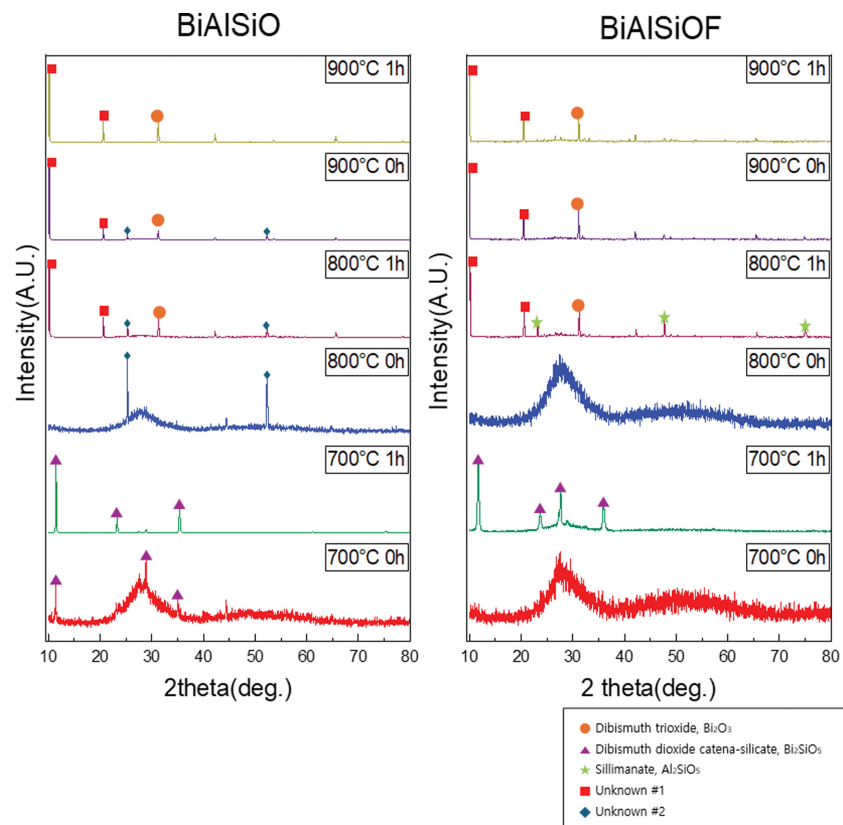 BiAlSiO
BiAlSiOF
900°C 1h
900°C 0h
800°C 1h
800°C 0h
700°C 1h
700°C 0h
Intensity(A.U.)
10 20 30 40 50 60 70 80
2theta(deg.)
900°C 1h
900°C 0h
800°C 1h
800°C 0h
700°C 1h
700°C 0h
Intensity(A.U.)
10 20 30 40 50 60 70 80
2 theta(deg.)
Dibismuth trioxide, Bi₂O₃
Dibismuth dioxide catena-silicate, Bi₂SiO₅
Sillimanate, Al₂SiO₅
Unknown #1
Unknown #2